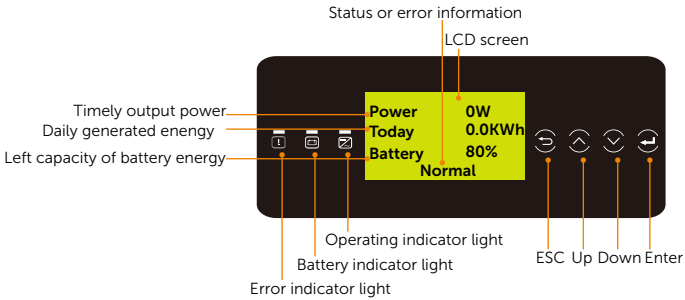 Status or error information
LCD screen
Timely output power
Daily generated enengy
Left capacity of battery energy
Power 0W
Today 0.0KWh
Battery 80%
Normal
Operating indicator light
Battery indicator light
Error indicator light
ESC Up Down Enter